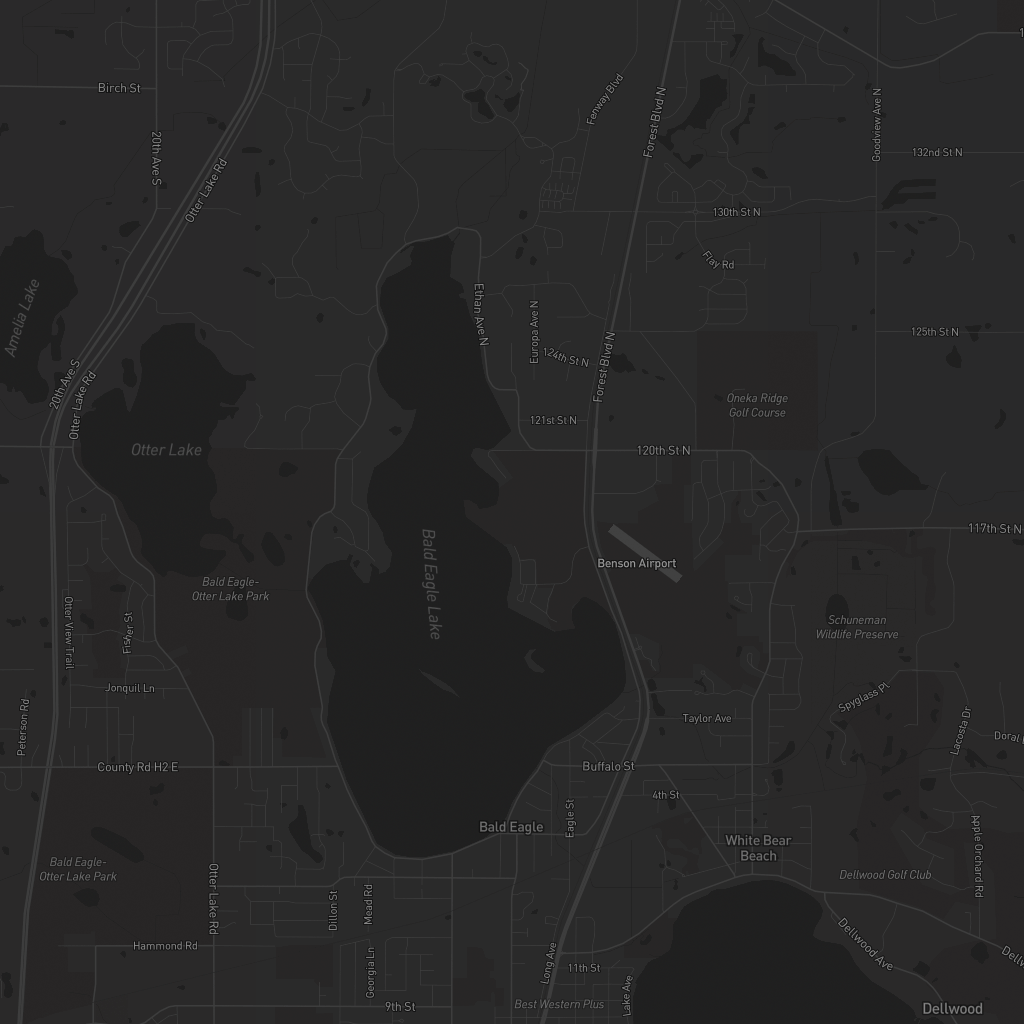 Birch St
20th Ave S
Otter Lake Rd
Fenway Blvd
Forest Blvd N
Goodview Ave N
132nd St N
130th St N
Flay Rd
Amelia Lake
Ethan Ave N
Europa Ave N
124th St N
Forest Blvd N
125th St N
20th Ave S
Otter Lake Rd
Oneka Ridge
Golf Course
121st St N
Otter Lake
120th St N
117th St N
Bald Eagle Lake
Benson Airport
Bald Eagle-
Otter Lake Park
Otter View Trail
Fisher St
Schuneman
Wildlife Preserve
Jonquil Ln
Spyglass Pl
Peterson Rd
Taylor Ave
Lacosta Dr
Doral
County Rd H2 E
Buffalo St
4th St
Eagle St
Bald Eagle
White Bear
Beach
Apple Orchard Rd
Bald Eagle-
Otter Lake Park
Dellwood Golf Club
Otter Lake Rd
Dillon St
Mead Rd
Hammond Rd
Dellwood Ave
Georgia Ln
Long Ave
11th St
Lake Ave
9th St
Best Western Plus
Dellwood